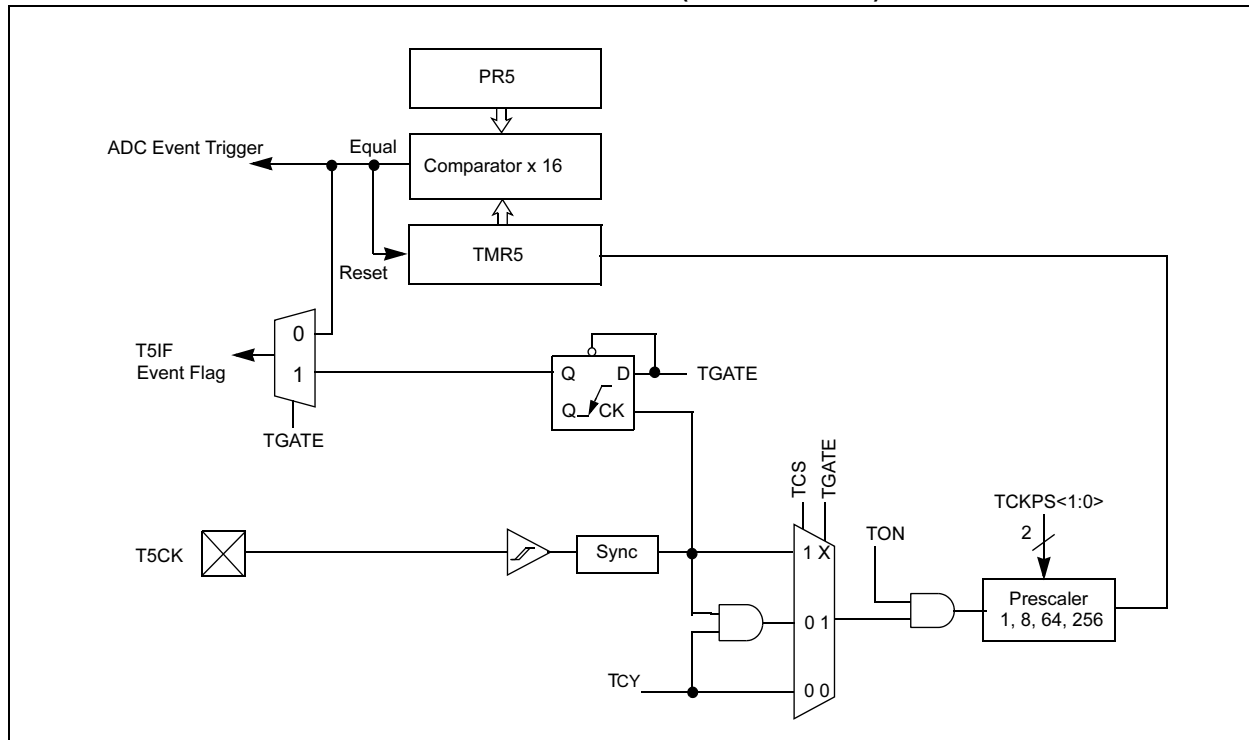 PR5
ADC Event Trigger
Equal
Comparator x 16
TMR5
Reset
0
T5IF
Event Flag
1
Q
D
TGATE
Q
CK
TGATE
TCS
TGATE
TCKPS<1:0>
2
TON
T5CK
Sync
1 X
Prescaler
1, 8, 64, 256
0 1
TCY
0 0